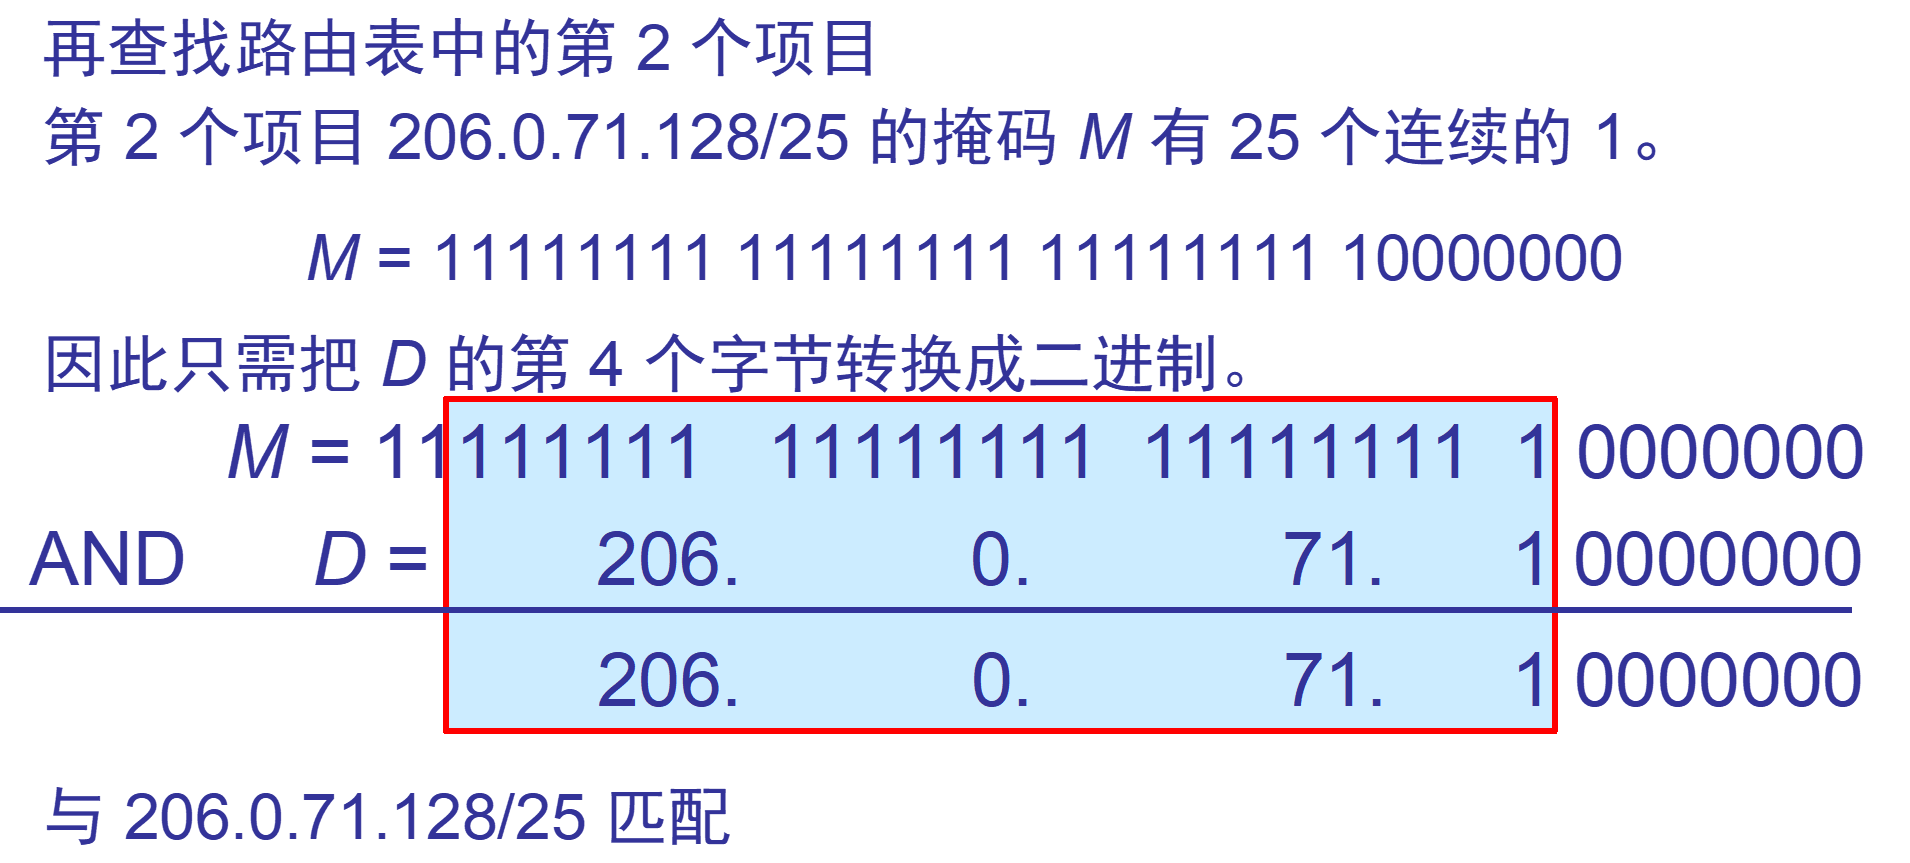 再查找路由表中的第 2 个项目
第 2 个项目 206.0.71.128/25 的掩码 M 有 25 个连续的 1。
M = 11111111 11111111 11111111 10000000
因此只需把 D 的第 4 个字节转换成二进制。
M = 11111111 11111111 11111111 1 0000000
AND D = 206. 0. 71. 1 0000000
206. 0. 71. 1 0000000
与 206.0.71.128/25 匹配